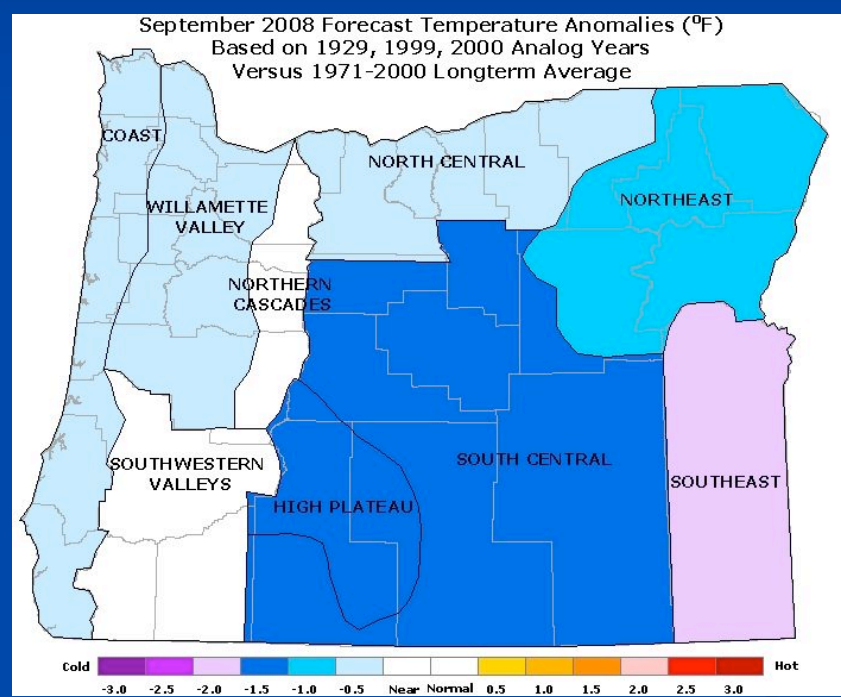 September 2008 Forecast Temperature Anomalies (⁰F)
Based on 1929, 1999, 2000 Analog Years
Versus 1971-2000 Longterm Average
COAST
NORTH CENTRAL
NORTHEAST
WILLAMETTE
VALLEY
NORTHERN
CASCADES
SOUTHWESTERN
VALLEYS
SOUTH CENTRAL
HIGH PLATEAU
SOUTHEAST
Cold Hot
-3.0 -2.5 -2.0 -1.5 -1.0 -0.5 Near Normal 0.5 1.0 1.5 2.0 2.5 3.0